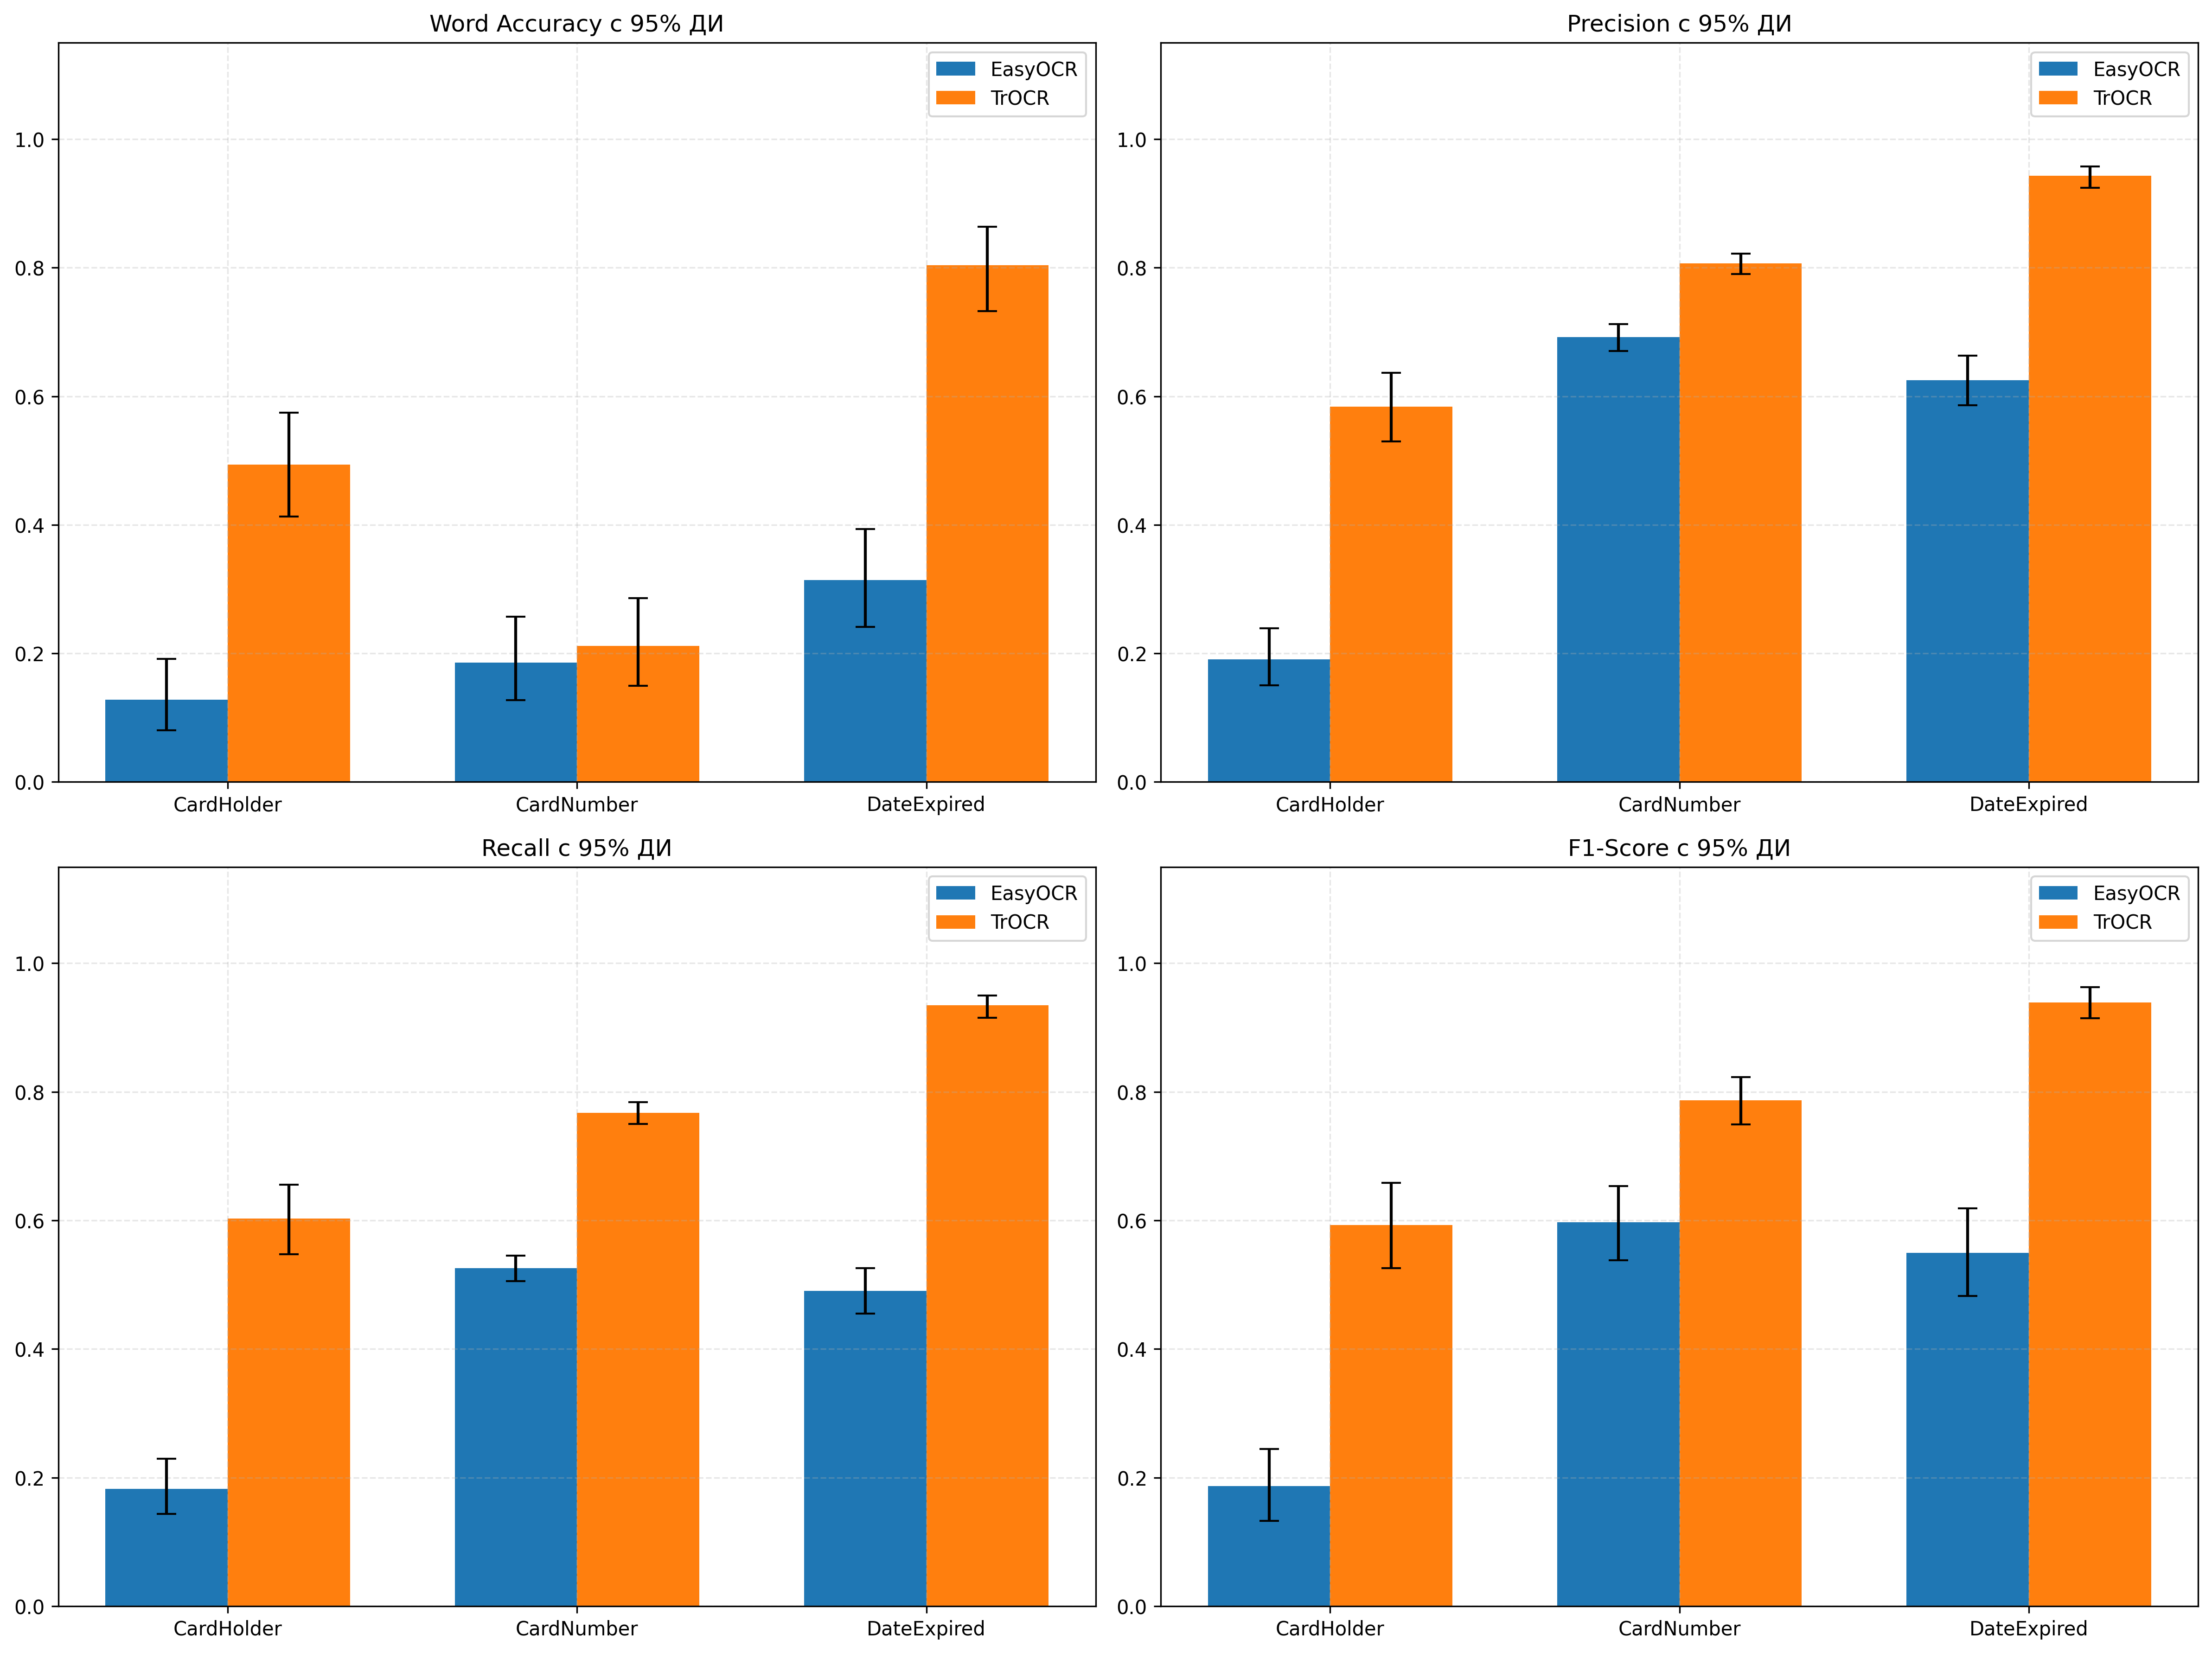 Word Accuracy с 95% ДИ
EasyOCR
TrOCR
1.0
0.8
0.6
0.4
0.2
0.0
CardHolder
CardNumber
DateExpired
Precision с 95% ДИ
EasyOCR
TrOCR
1.0
0.8
0.6
0.4
0.2
0.0
CardHolder
CardNumber
DateExpired
Recall с 95% ДИ
EasyOCR
TrOCR
1.0
0.8
0.6
0.4
0.2
0.0
CardHolder
CardNumber
DateExpired
F1-Score с 95% ДИ
EasyOCR
TrOCR
1.0
0.8
0.6
0.4
0.2
0.0
CardHolder
CardNumber
DateExpired